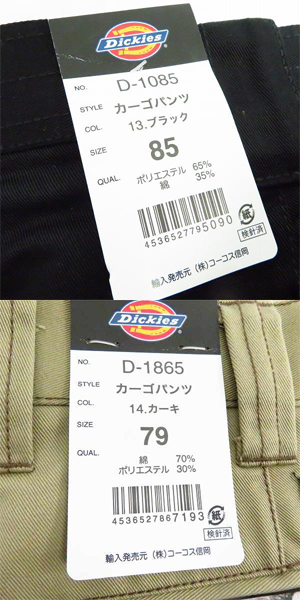 Dickies
NO. D-1085
STYLE カーゴパンツ
COL. 13.ブラック
SIZE 85
QUAL. ポリエステル 65%
綿 35%
4536527795090
紙
検針済
輸入発売元 (株)コーコス信岡
Dickies
NO. D-1865
STYLE カーゴパンツ
COL. 14.カーキ
SIZE 79
QUAL. 綿 70%
ポリエステル 30%
4536527867193
紙
検針済
輸入発売元 (株)コーコス信岡